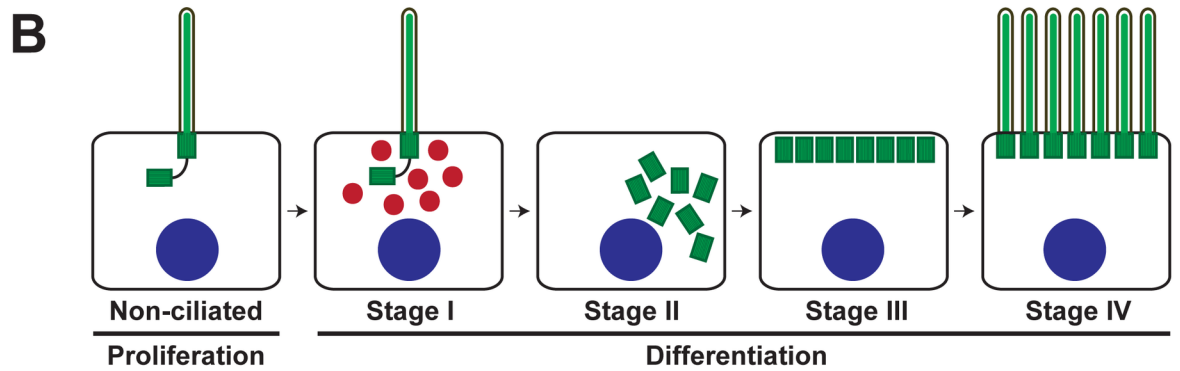 B
Non-ciliated
Stage I
Stage II
Stage III
Stage IV
Proliferation
Differentiation